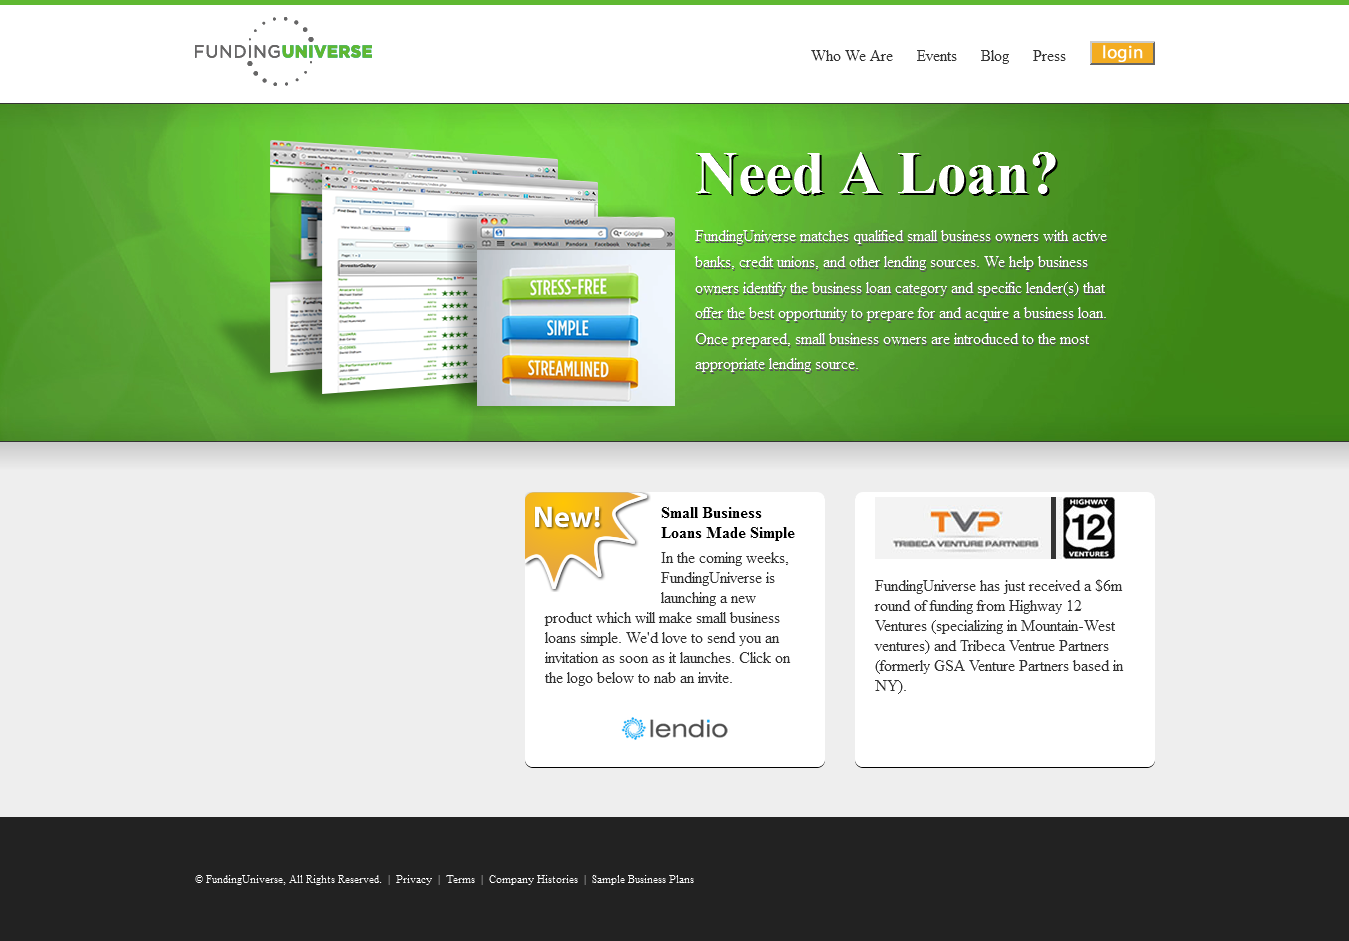 FUNDINGUNIVERSE
Who We Are Events Blog Press login
Need A Loan?
FundingUniverse matches qualified small business owners with active
banks, credit unions, and other lending sources. We help business
owners identify the business loan category and specific lender(s) that
offer the best opportunity to prepare for and acquire a business loan.
Once prepared, small business owners are introduced to the most
appropriate lending source.
Untitled
Google
Gmail WorkMail Pandora Facebook YouTube
STRESS-FREE
SIMPLE
STREAMLINED
New!
Small Business
Loans Made Simple
In the coming weeks,
FundingUniverse is
launching a new
product which will make small business
loans simple. We'd love to send you an
invitation as soon as it launches. Click on
the logo below to nab an invite.
lendio
TVP
TRIBECA VENTURE PARTNERS
HIGHWAY
12
VENTURES
FundingUniverse has just received a $6m
round of funding from Highway 12
Ventures (specializing in Mountain-West
ventures) and Tribeca Ventrue Partners
(formerly GSA Venture Partners based in
NY).
© FundingUniverse, All Rights Reserved. | Privacy | Terms | Company Histories | Sample Business Plans